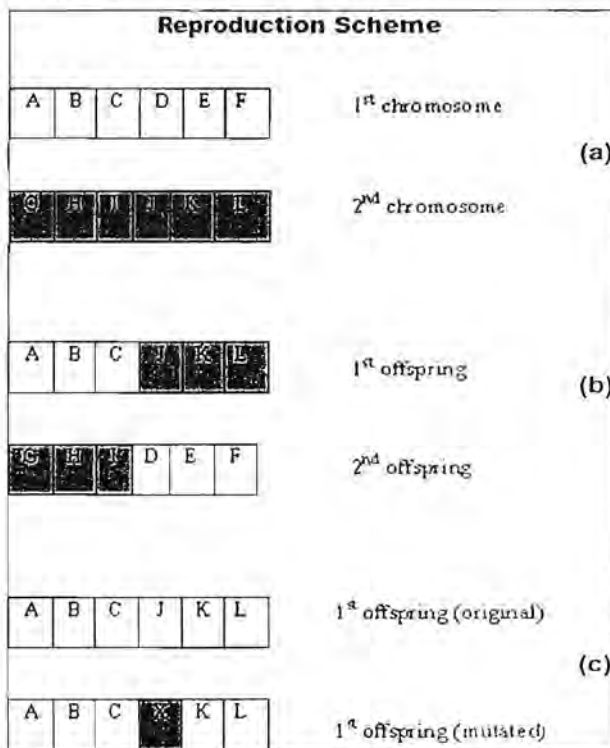 Reproduction Scheme
A B C D E F 1st chromosome
(a)
G H I J K L 2nd chromosome
A B C J K L 1st offspring
(b)
G H I D E F 2nd offspring
A B C J K L 1st offspring (original)
(c)
A B C X K L 1st offspring (mutated)